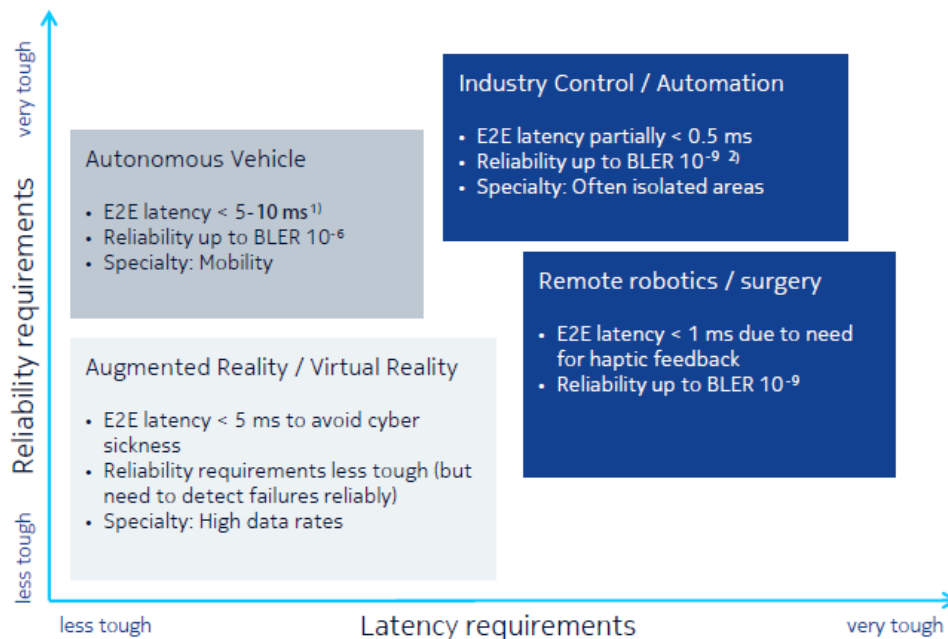 very tough
Reliability requirements
less tough
Industry Control / Automation
• E2E latency partially < 0.5 ms
• Reliability up to BLER 10⁻⁹ ²⁾
• Specialty: Often isolated areas
Autonomous Vehicle
• E2E latency < 5-10 ms¹⁾
• Reliability up to BLER 10⁻⁶
• Specialty: Mobility
Remote robotics / surgery
• E2E latency < 1 ms due to need
for haptic feedback
• Reliability up to BLER 10⁻⁹
Augmented Reality / Virtual Reality
• E2E latency < 5 ms to avoid cyber
sickness
• Reliability requirements less tough (but
need to detect failures reliably)
• Specialty: High data rates
less tough
Latency requirements
very tough